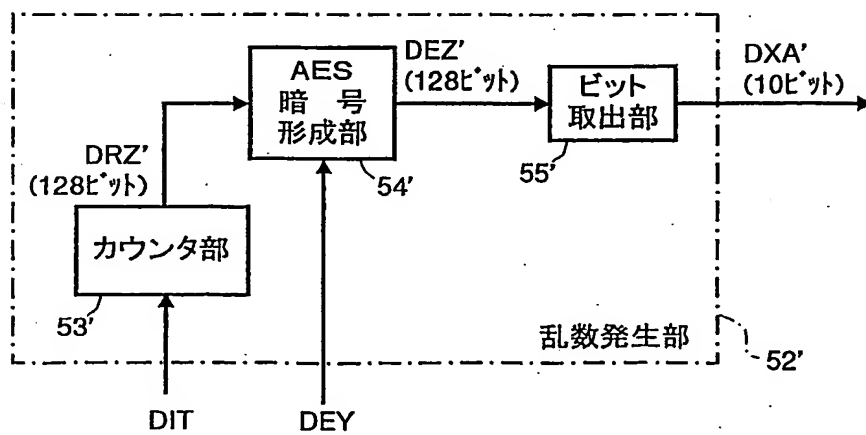 AES
暗 号
形成部
54'
DEZ'
(128ビット)
ビット
取出部
55'
DXA'
(10ビット)
DRZ'
(128ビット)
カウンタ部
53'
乱数発生部
52'
DIT
DEY